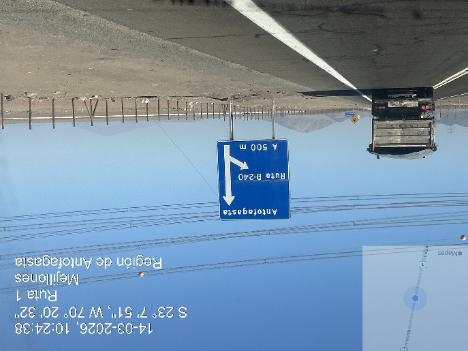 Antofagasta
Ruta B-240
A 500 m
14-03-2026, 10:24:38
S 23° 7' 51", W 70° 20' 32"
Ruta 1
Mejillones
Región de Antofagasta
Mapas